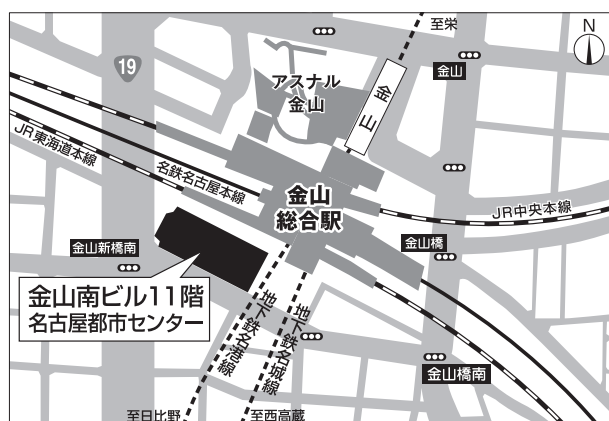 至栄
N
19
金山
アスナル
金山
金山
JR東海道本線
名鉄名古屋本線
金山
総合駅
JR中央本線
金山新橋南
金山橋
金山南ビル11階
名古屋都市センター
地下鉄名港線
地下鉄名城線
金山橋南
至日比野
至西高蔵